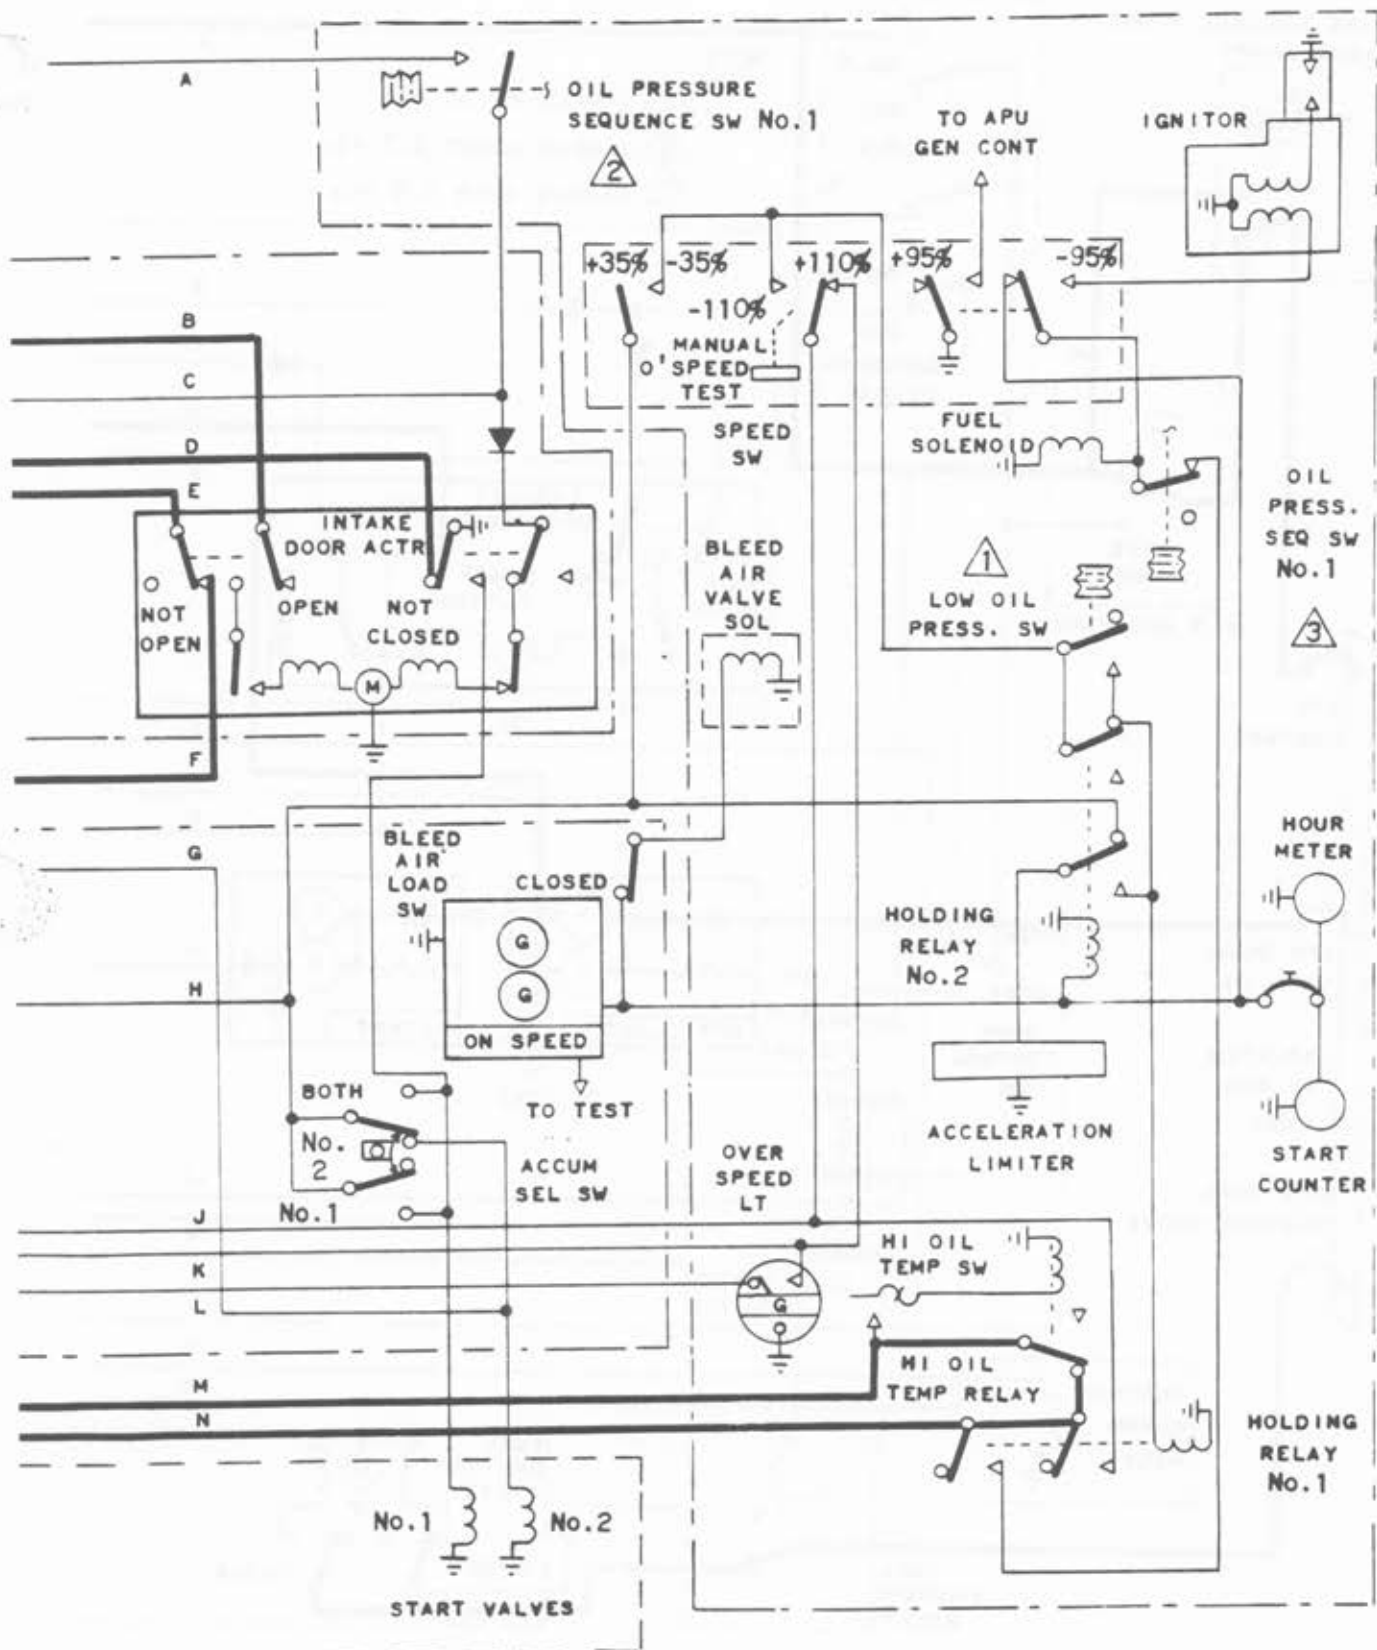 A
OIL PRESSURE
SEQUENCE SW No.1
2
TO APU
GEN CONT
IGNITOR
+35% -35% +110% +95% -95%
-110%
MANUAL
O'SPEED
TEST
SPEED
SW
FUEL
SOLENOID
B
C
D
E
INTAKE
DOOR ACTR
NOT
OPEN
OPEN
NOT
CLOSED
M
F
BLEED
AIR
VALVE
SOL
1
LOW OIL
PRESS. SW
OIL
PRESS.
SEQ SW
No.1
3
G
BLEED
AIR
LOAD
SW
CLOSED
G
G
ON SPEED
TO TEST
HOLDING
RELAY
No.2
HOUR
METER
H
BOTH
No.
2
No.1
ACCUM
SEL SW
ACCELERATION
LIMITER
START
COUNTER
OVER
SPEED
LT
G
J
K
L
HI OIL
TEMP SW
HI OIL
TEMP RELAY
M
N
HOLDING
RELAY
No.1
No.1
No.2
START VALVES